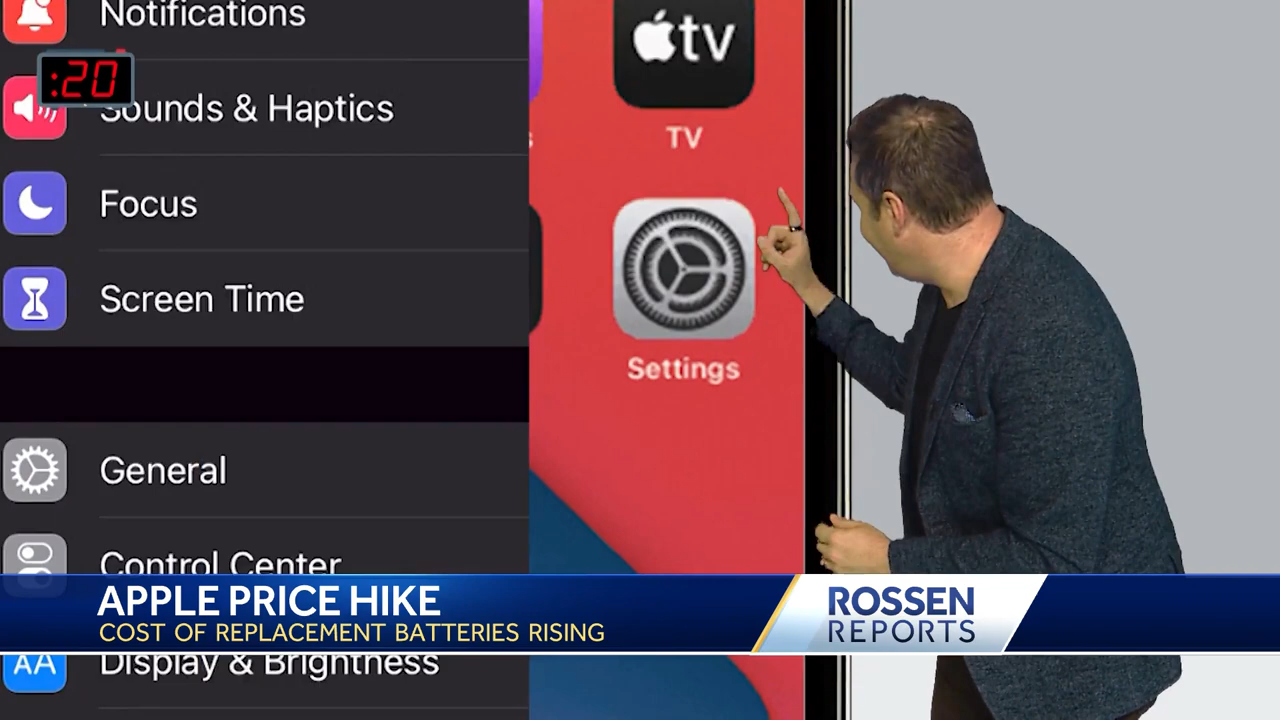 Notifications
:20
Sounds & Haptics
Focus
Screen Time
General
Control Center
Display & Brightness
AA
tv
TV
Settings
APPLE PRICE HIKE
COST OF REPLACEMENT BATTERIES RISING
ROSSEN
REPORTS